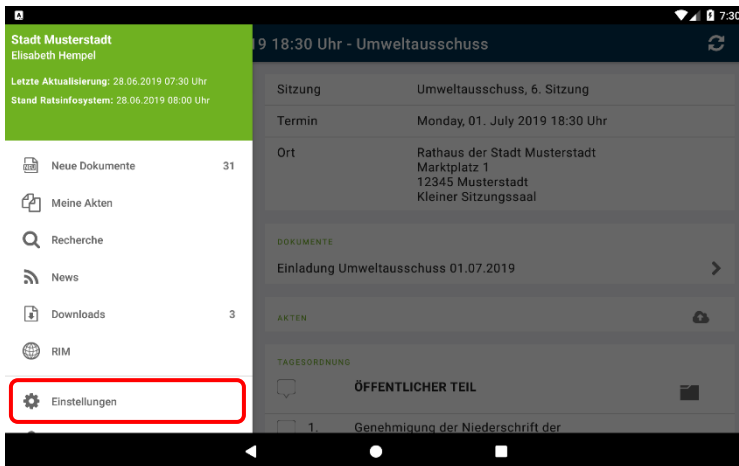 7:30
Stadt Musterstadt
Elisabeth Hempel
Letzte Aktualisierung: 28.06.2019 07:30 Uhr
Stand Ratsinfosystem: 28.06.2019 08:00 Uhr
Neue Dokumente 31
Meine Akten
Recherche
News
Downloads 3
RIM
Einstellungen
9 18:30 Uhr - Umweltausschuss
Sitzung Umweltausschuss, 6. Sitzung
Termin Monday, 01. July 2019 18:30 Uhr
Ort Rathaus der Stadt Musterstadt
Marktplatz 1
12345 Musterstadt
Kleiner Sitzungssaal
DOKUMENTE
Einladung Umweltausschuss 01.07.2019
AKTEN
TAGESORDNUNG
ÖFFENTLICHER TEIL
1. Genehmigung der Niederschrift der